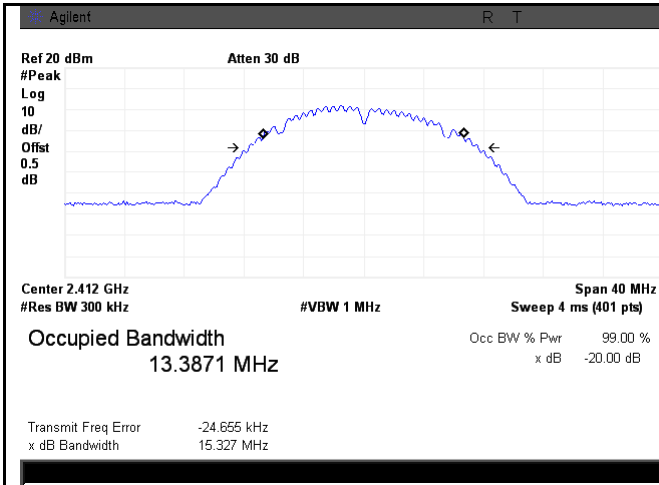 Agilent R T
Ref 20 dBm Atten 30 dB
#Peak
Log
10
dB/
Offst
0.5
dB
Center 2.412 GHz Span 40 MHz
#Res BW 300 kHz #VBW 1 MHz Sweep 4 ms (401 pts)
Occupied Bandwidth Occ BW % Pwr 99.00 %
13.3871 MHz x dB -20.00 dB
Transmit Freq Error -24.655 kHz
x dB Bandwidth 15.327 MHz